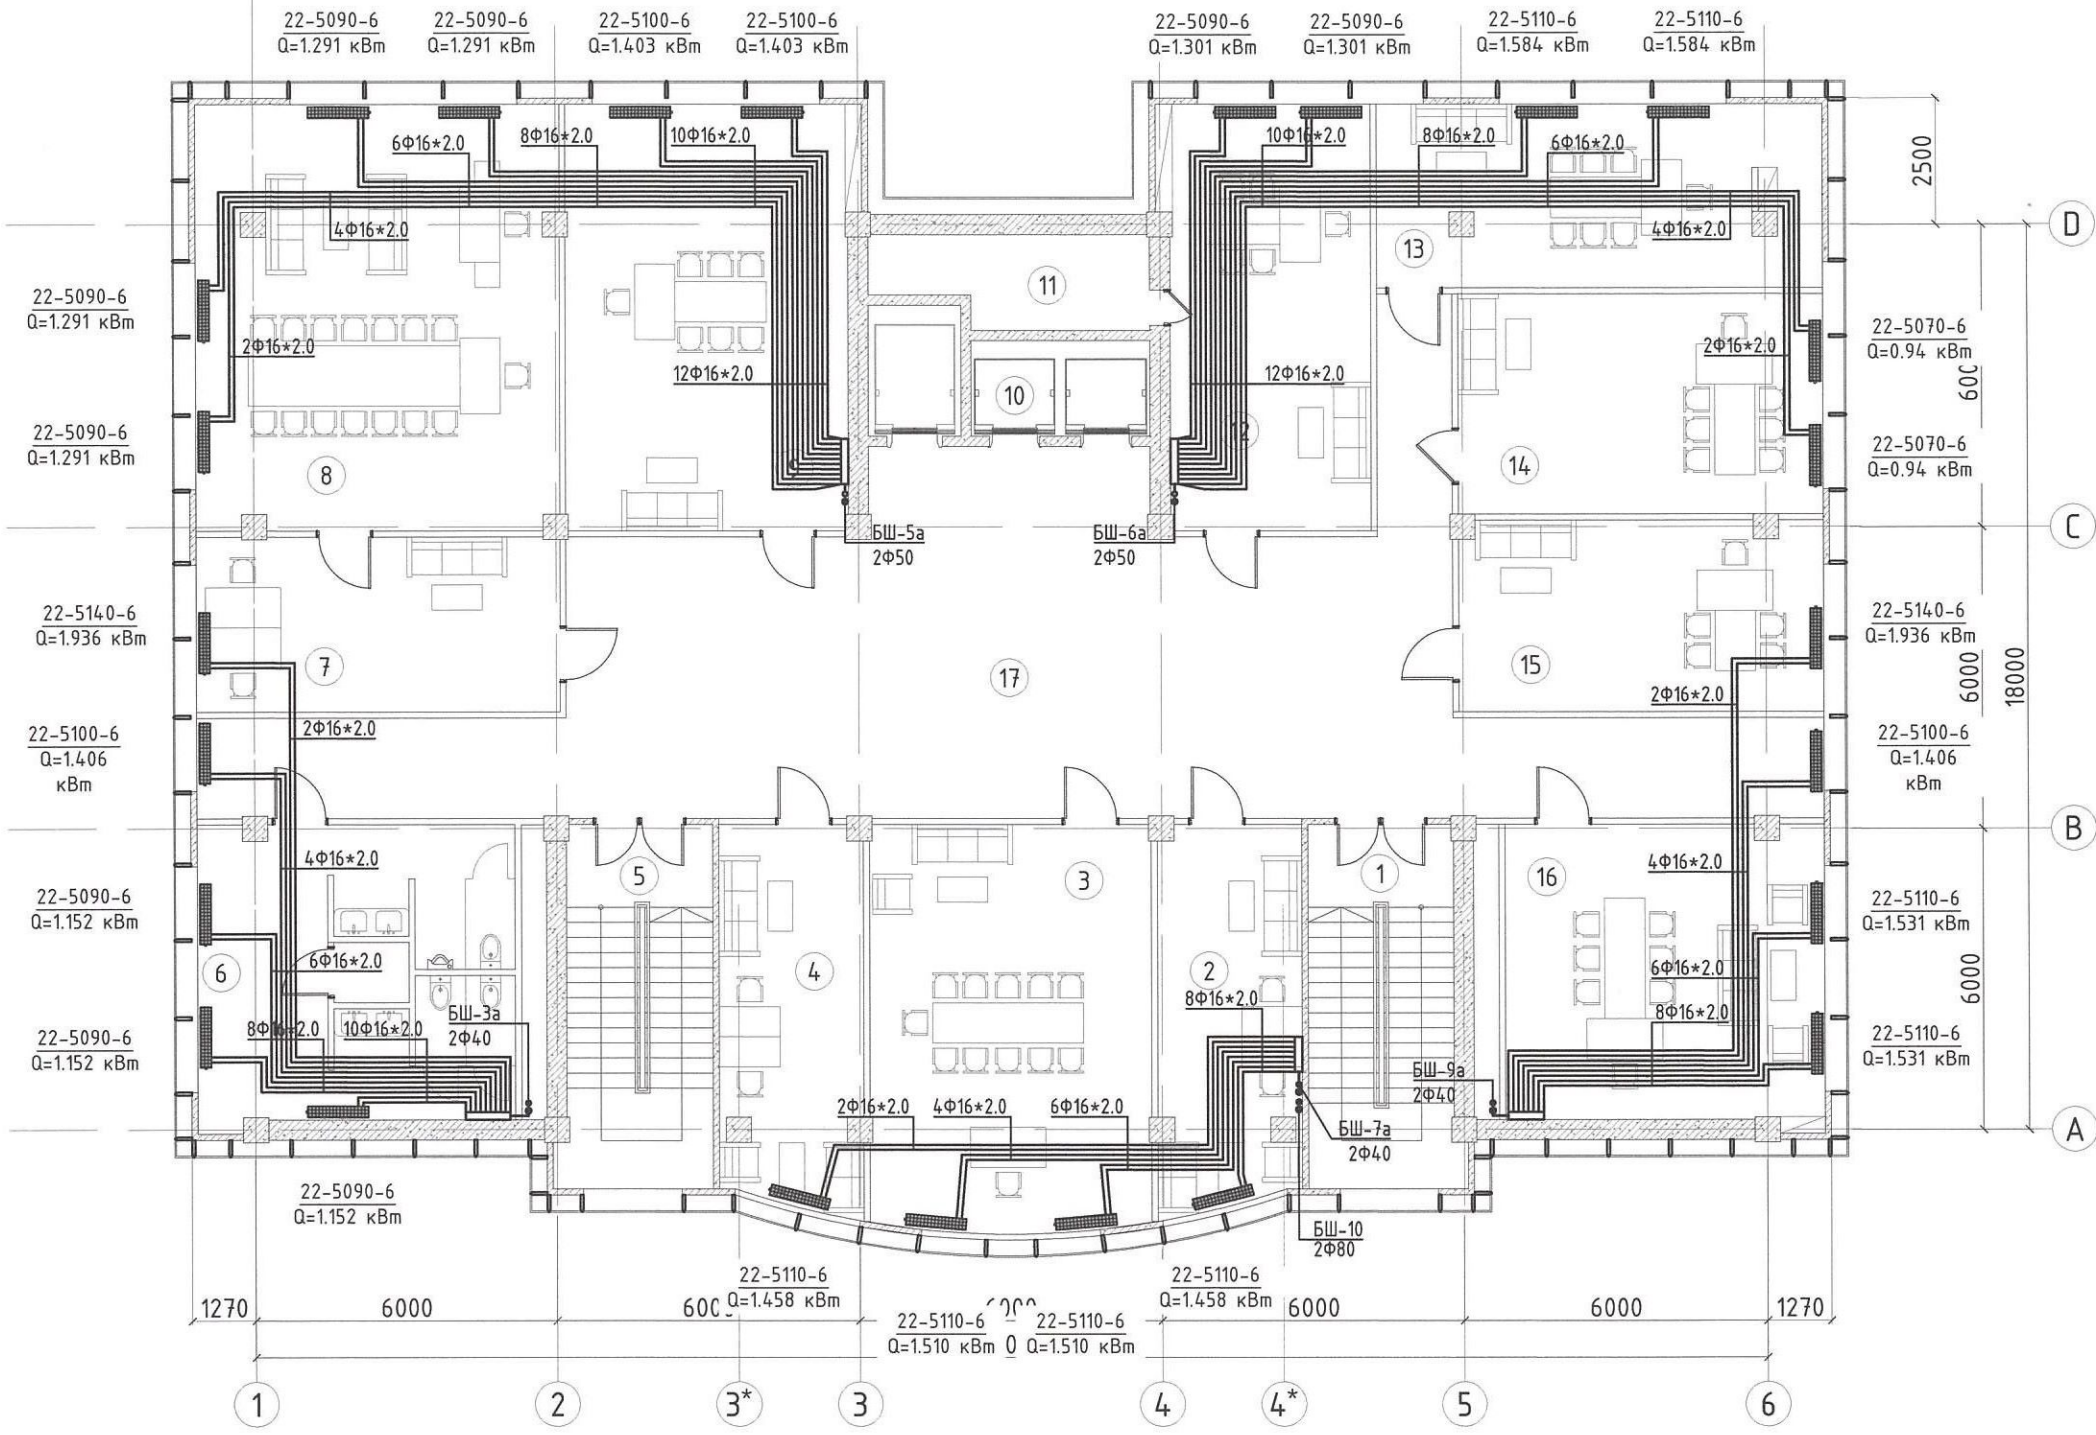 22-5090-6
Q=1.291 кВт
22-5090-6
Q=1.291 кВт
22-5100-6
Q=1.403 кВт
22-5100-6
Q=1.403 кВт
22-5090-6
Q=1.301 кВт
22-5090-6
Q=1.301 кВт
22-5110-6
Q=1.584 кВт
22-5110-6
Q=1.584 кВт
6Ф16*2.0
8Ф16*2.0
10Ф16*2.0
10Ф16*2.0
8Ф16*2.0
6Ф16*2.0
2500
4Ф16*2.0
4Ф16*2.0
D
13
11
22-5090-6
Q=1.291 кВт
2Ф16*2.0
22-5070-6
Q=0.94 кВт
2Ф16*2.0
12Ф16*2.0
12Ф16*2.0
10
12
22-5090-6
Q=1.291 кВт
22-5070-6
Q=0.94 кВт
8
9
14
БШ-5а
2Ф50
БШ-6а
2Ф50
C
22-5140-6
Q=1.936 кВт
22-5140-6
Q=1.936 кВт
7
17
15
6000
18000
2Ф16*2.0
2Ф16*2.0
22-5100-6
Q=1.406
кВт
22-5100-6
Q=1.406
кВт
B
4Ф16*2.0
4Ф16*2.0
5
3
1
16
22-5090-6
Q=1.152 кВт
22-5110-6
Q=1.531 кВт
6
6Ф16*2.0
4
2
6Ф16*2.0
6000
8Ф16*2.0
8Ф16*2.0
10Ф16*2.0
БШ-3а
2Ф40
8Ф16*2.0
22-5090-6
Q=1.152 кВт
22-5110-6
Q=1.531 кВт
БШ-9а
2Ф40
2Ф16*2.0
4Ф16*2.0
6Ф16*2.0
БШ-7а
2Ф40
A
22-5090-6
Q=1.152 кВт
БШ-10
2Ф80
22-5110-6
Q=1.458 кВт
22-5110-6
Q=1.458 кВт
1270
6000
6000
6000
1270
22-5110-6
Q=1.510 кВт
22-5110-6
Q=1.510 кВт
1
2
3*
3
4
4*
5
6